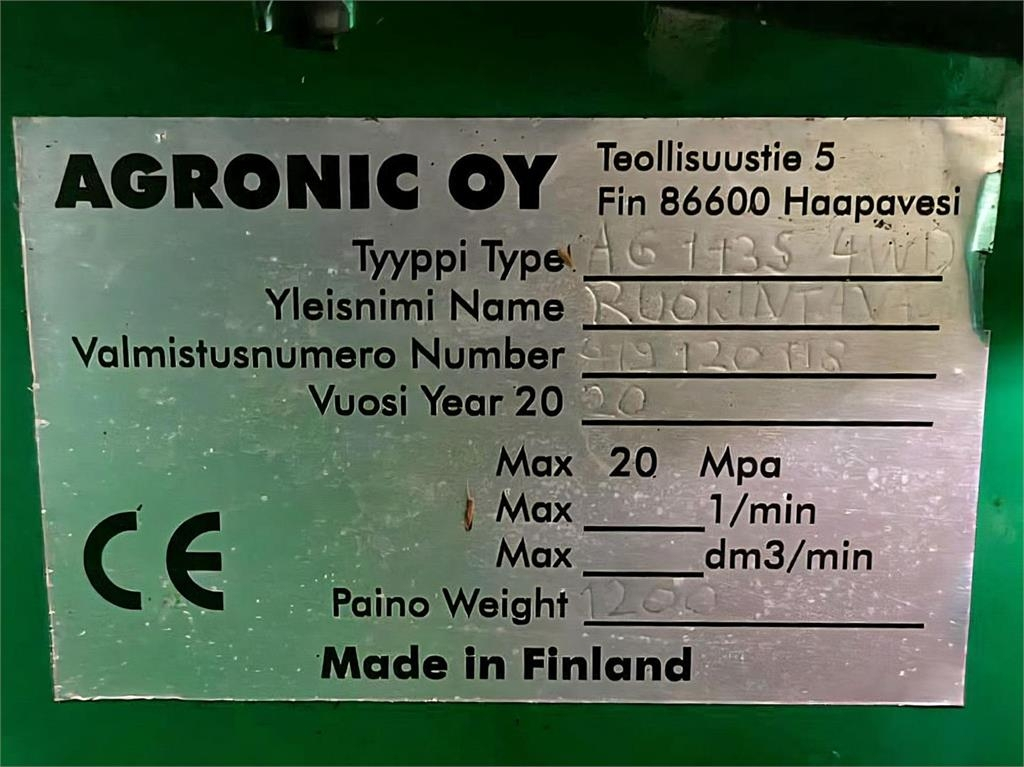 AGRONIC OY
Teollisuustie 5
Fin 86600 Haapavesi
Tyyppi Type AG 4WD
Yleisnimi Name
Valmistusnumero Number
Vuosi Year 20 20
Max 20 Mpa
Max 1/min
Max dm3/min
Paino Weight 1200
CE
Made in Finland